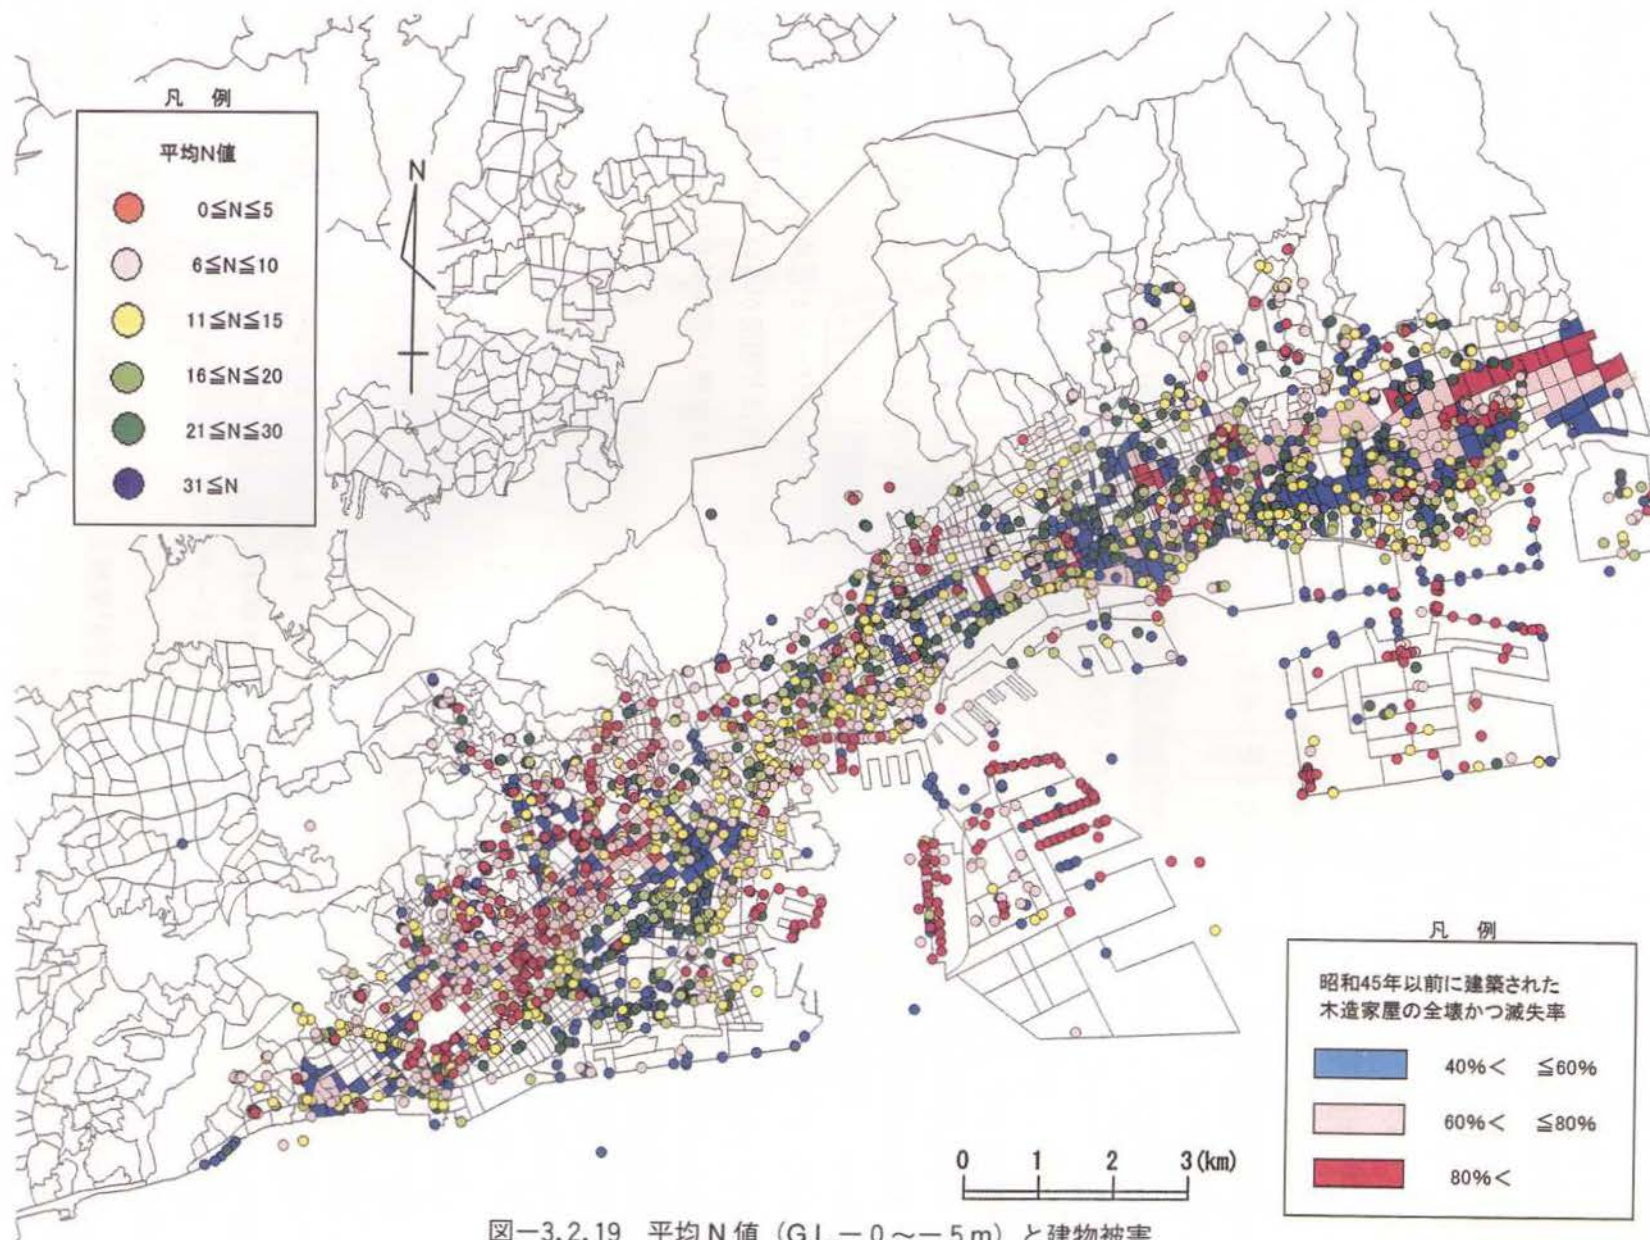 凡 例
平均N値
0≦N≦5
6≦N≦10
11≦N≦15
16≦N≦20
21≦N≦30
31≦N
N
凡 例
昭和45年以前に建築された
木造家屋の全壊かつ滅失率
40%< ≦60%
60%< ≦80%
80%<
0 1 2 3(km)
図-3.2.19 平均N値(G.L.-0～-5m)と建物被害